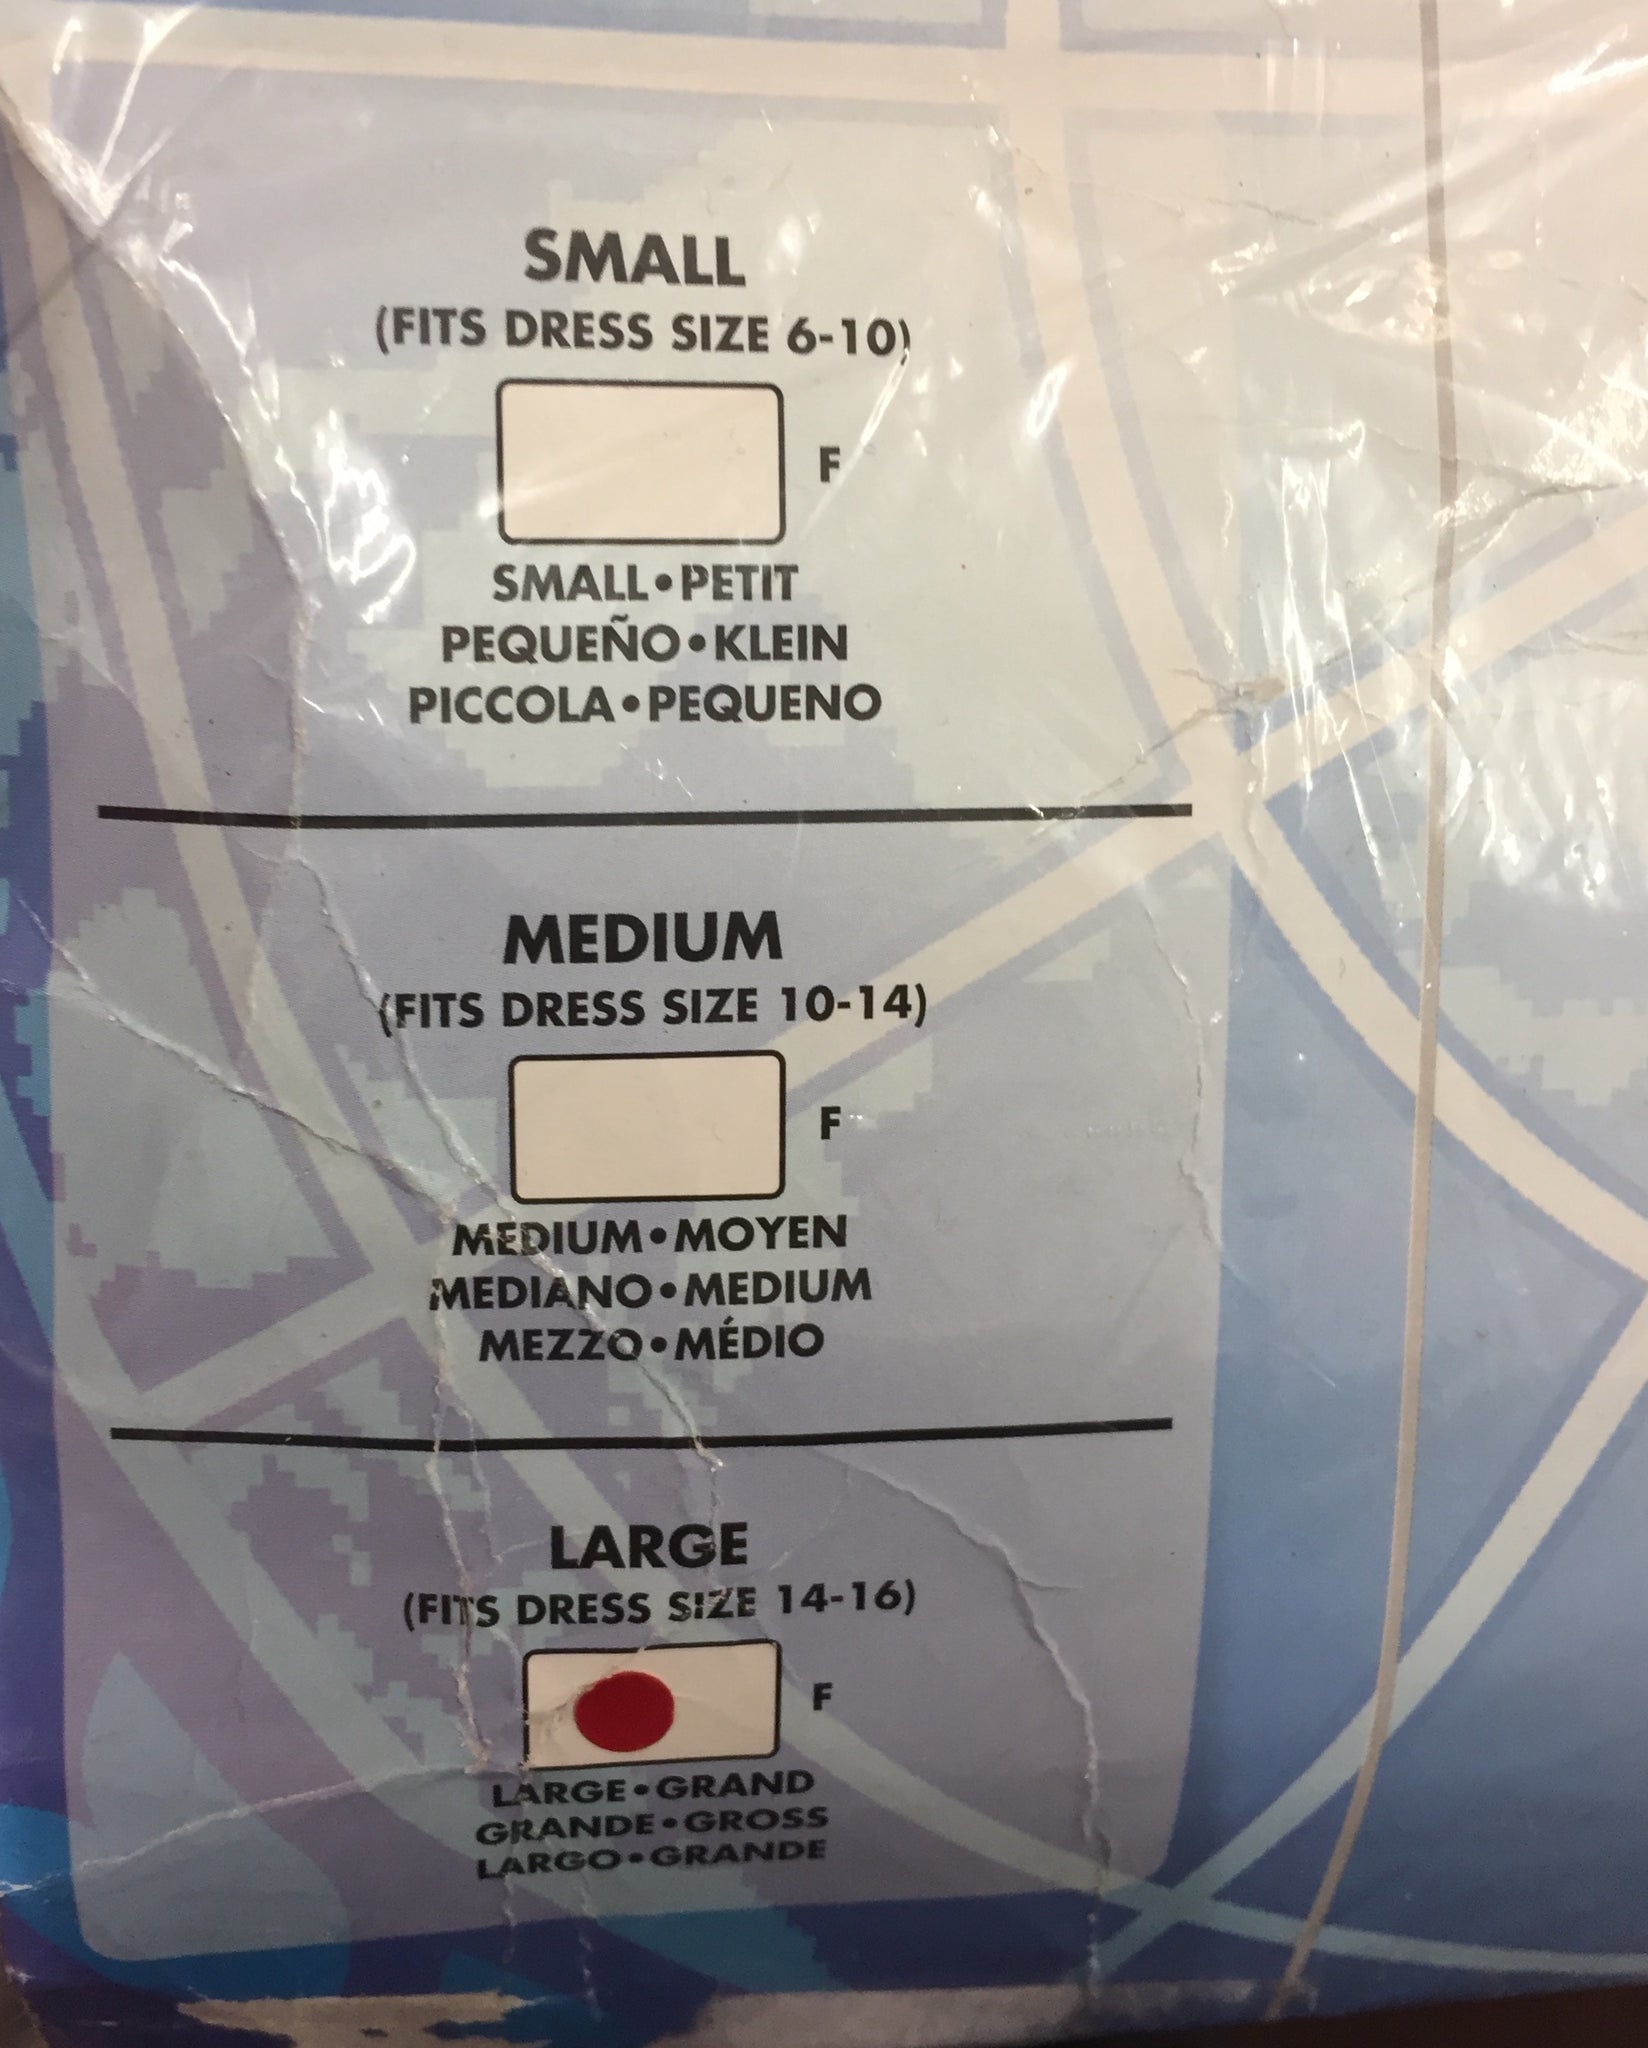 SMALL
(FITS DRESS SIZE 6-10)
F
SMALL•PETIT
PEQUEÑO•KLEIN
PICCOLA•PEQUENO
MEDIUM
(FITS DRESS SIZE 10-14)
F
MEDIUM•MOYEN
MEDIANO•MEDIUM
MEZZO•MÉDIO
LARGE
(FITS DRESS SIZE 14-16)
F
LARGE•GRAND
GRANDE•GROSS
LARGO•GRANDE